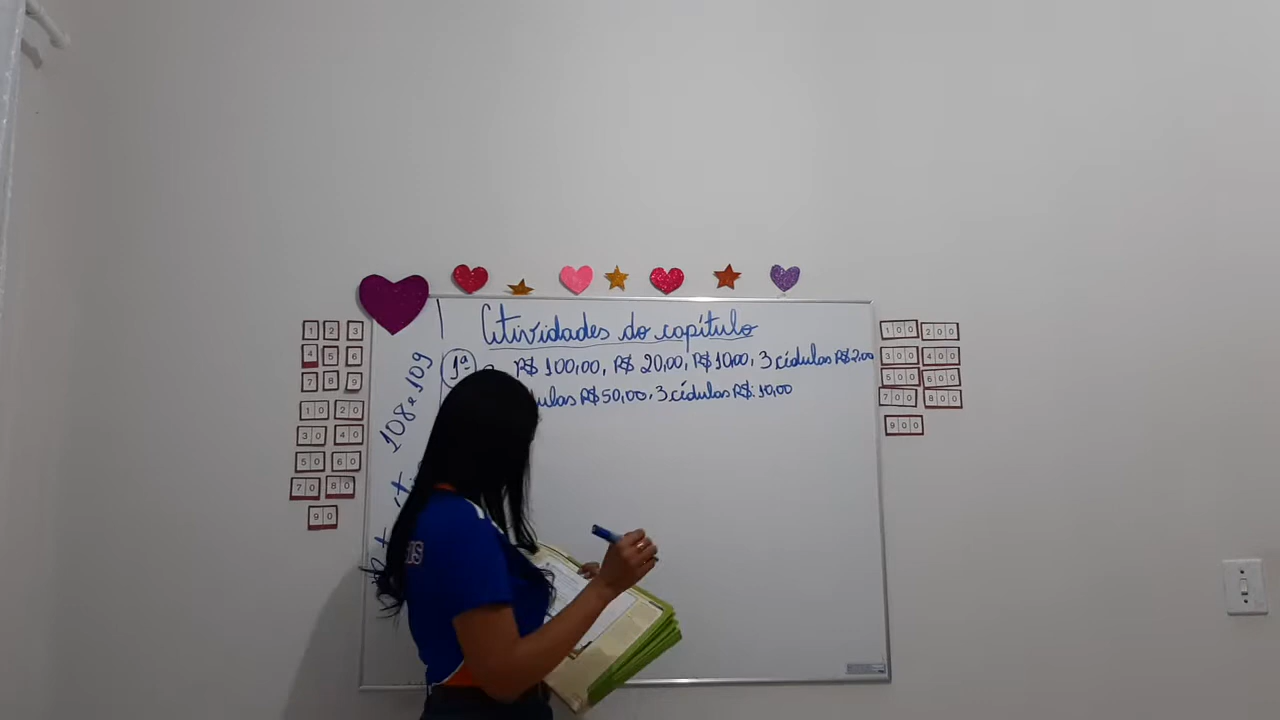 Atividades do capítulo
1ª R$ 100,00, R$ 20,00, R$ 10,00, 3 cédulas R$ 2,00
R$ 50,00, 3 cédulas R$: 10,00
108 e 109
1 2 3
4 5 6
7 8 9
10 20
30 40
50 60
70 80
90
100 200
300 400
500 600
700 800
900